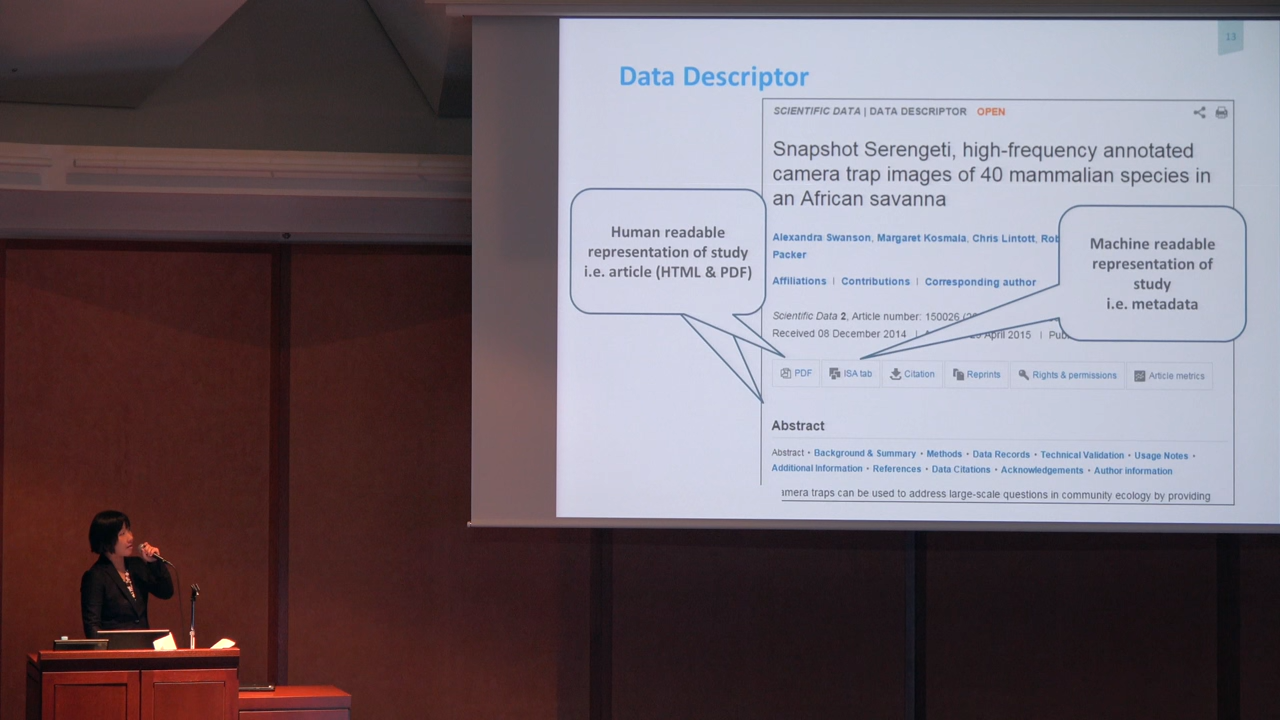 13
Data Descriptor
SCIENTIFIC DATA | DATA DESCRIPTOR OPEN
Snapshot Serengeti, high-frequency annotated
camera trap images of 40 mammalian species in
an African savanna
Human readable
representation of study
i.e. article (HTML & PDF)
Alexandra Swanson, Margaret Kosmala, Chris Lintott, Rob
Packer
Machine readable
representation of
study
i.e. metadata
Affiliations | Contributions | Corresponding author
Scientific Data 2, Article number: 150026
Received 08 December 2014 | April 2015 | Pub
PDF
ISA tab
Citation
Reprints
Rights & permissions
Article metrics
Abstract
Abstract • Background & Summary • Methods • Data Records • Technical Validation • Usage Notes •
Additional Information • References • Data Citations • Acknowledgements • Author information
amera traps can be used to address large-scale questions in community ecology by providing